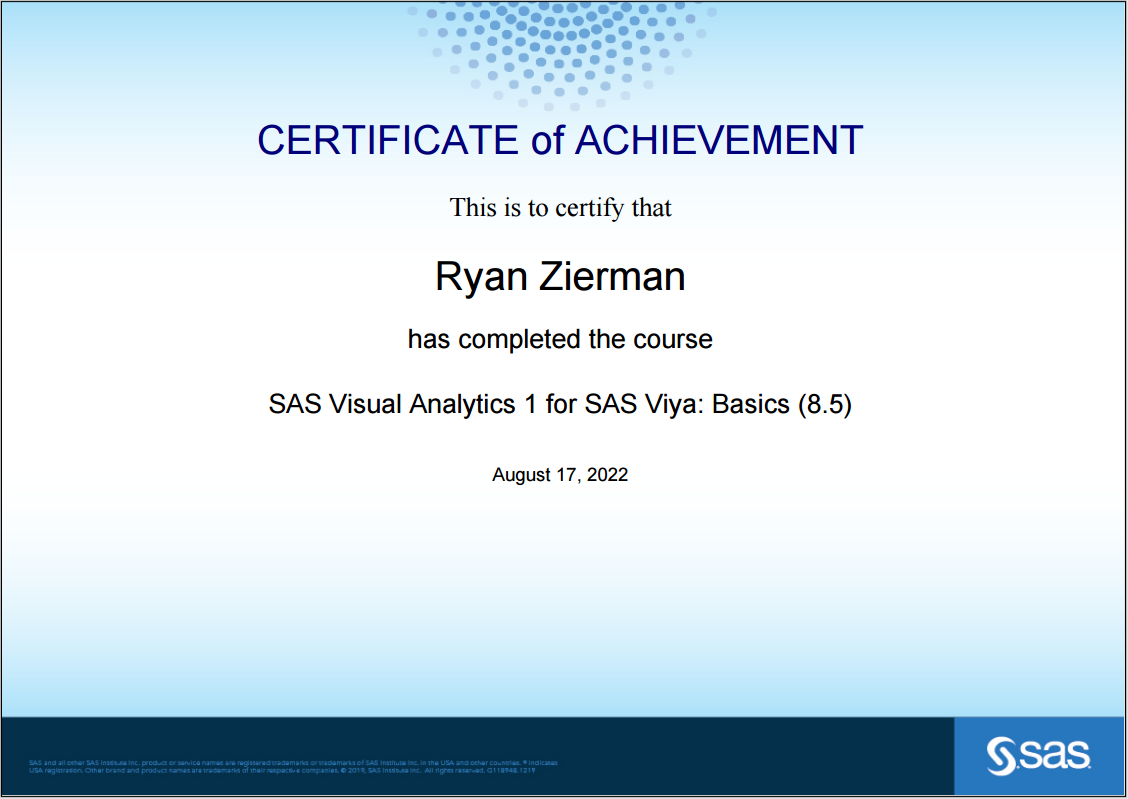 CERTIFICATE of ACHIEVEMENT
This is to certify that
Ryan Zierman
has completed the course
SAS Visual Analytics 1 for SAS Viya: Basics (8.5)
August 17, 2022
SAS and all other SAS Institute Inc. product or service names are registered trademarks or trademarks of SAS Institute Inc. in the USA and other countries. ® indicates
USA registration. Other brand and product names are trademarks of their respective companies. © 2019, SAS Institute Inc. All rights reserved. G118948.1219
sas